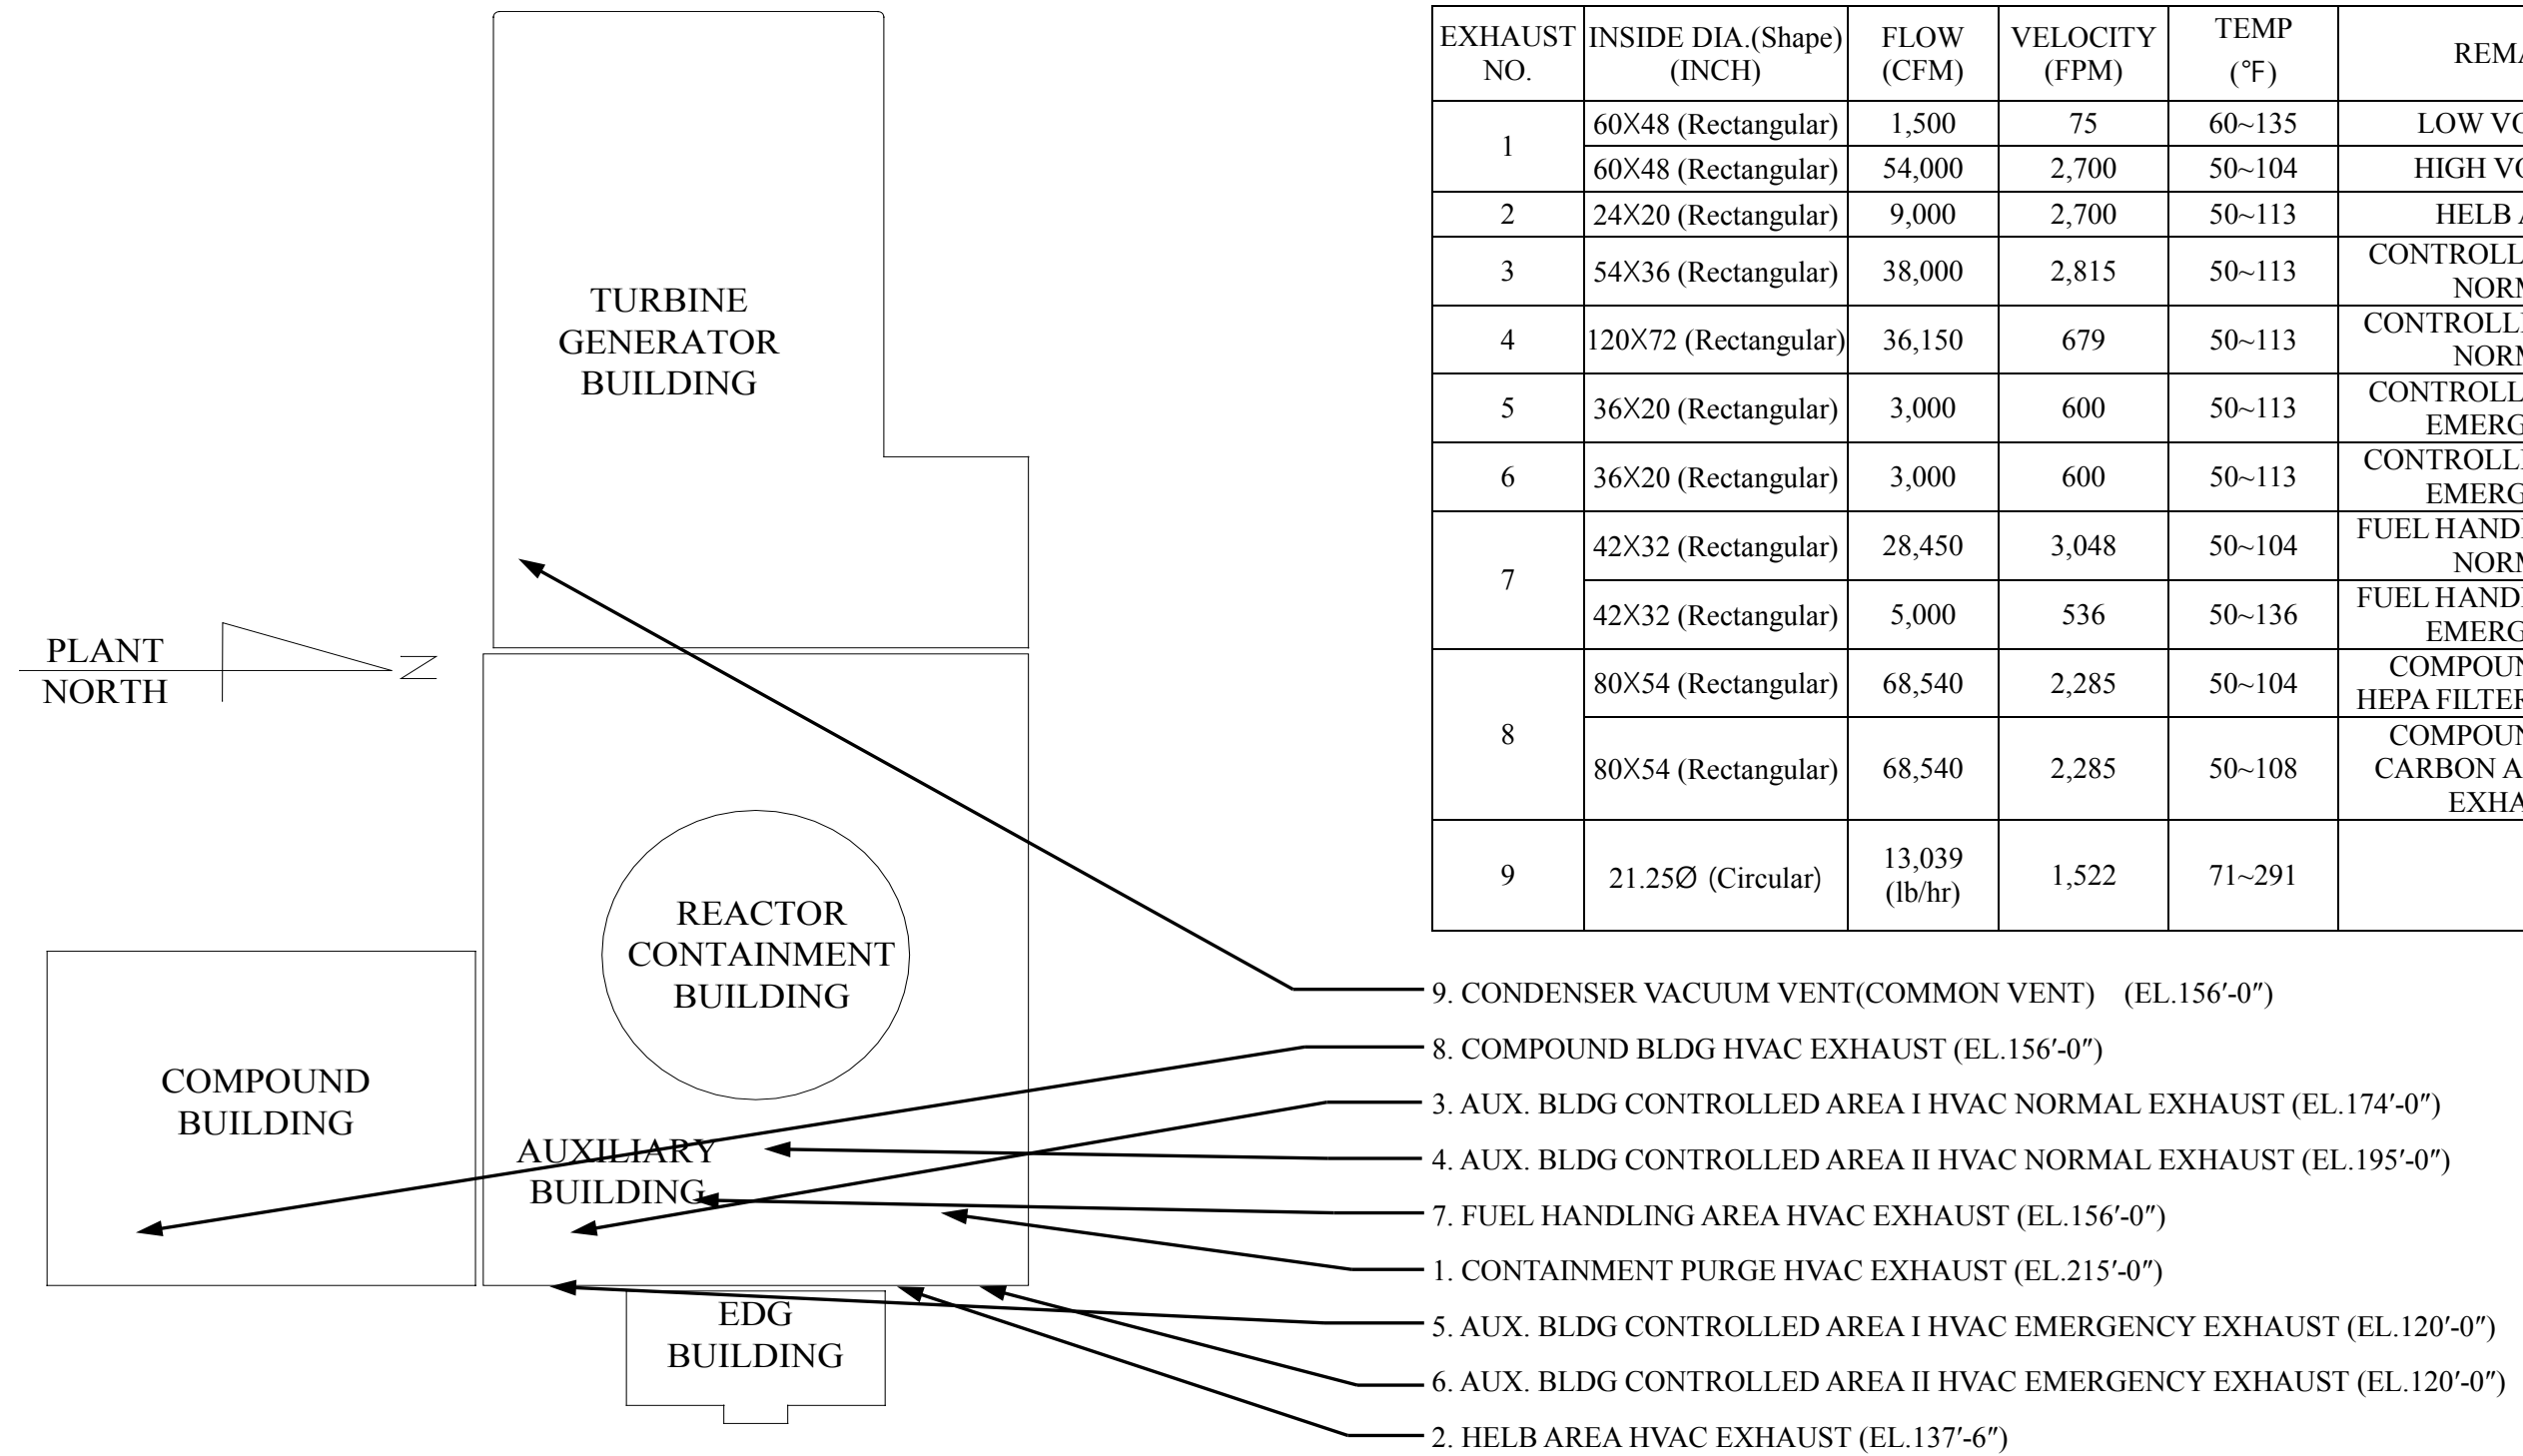 TURBINE
GENERATOR
BUILDING
PLANT
NORTH
N
REACTOR
CONTAINMENT
BUILDING
COMPOUND
BUILDING
AUXILIARY
BUILDING
EDG
BUILDING
EXHAUST NO. INSIDE DIA.(Shape) (INCH) FLOW (CFM) VELOCITY (FPM) TEMP (℉)
1 60X48 (Rectangular) 1,500 75 60~135 LOW
60X48 (Rectangular) 54,000 2,700 50~104 HIGH
2 24X20 (Rectangular) 9,000 2,700 50~113 HELB
3 54X36 (Rectangular) 38,000 2,815 50~113
4 120X72 (Rectangular) 36,150 679 50~113
5 36X20 (Rectangular) 3,000 600 50~113
6 36X20 (Rectangular) 3,000 600 50~113
7 42X32 (Rectangular) 28,450 3,048 50~104 FUEL
42X32 (Rectangular) 5,000 536 50~136 FUEL
8 80X54 (Rectangular) 68,540 2,285 50~104 HEPA
80X54 (Rectangular) 68,540 2,285 50~108 CARBON
9 21.25Ø (Circular) 13,039 (lb/hr) 1,522 71~291
9. CONDENSER VACUUM VENT(COMMON VENT) (EL.156′-0″)
8. COMPOUND BLDG HVAC EXHAUST (EL.156′-0″)
3. AUX. BLDG CONTROLLED AREA I HVAC NORMAL EXHAUST (EL.174′-0″)
4. AUX. BLDG CONTROLLED AREA II HVAC NORMAL EXHAUST (EL.195′-0″)
7. FUEL HANDLING AREA HVAC EXHAUST (EL.156′-0″)
1. CONTAINMENT PURGE HVAC EXHAUST (EL.215′-0″)
5. AUX. BLDG CONTROLLED AREA I HVAC EMERGENCY EXHAUST (EL.120′-0″)
6. AUX. BLDG CONTROLLED AREA II HVAC EMERGENCY EXHAUST (EL.120′-0″)
2. HELB AREA HVAC EXHAUST (EL.137′-6″)